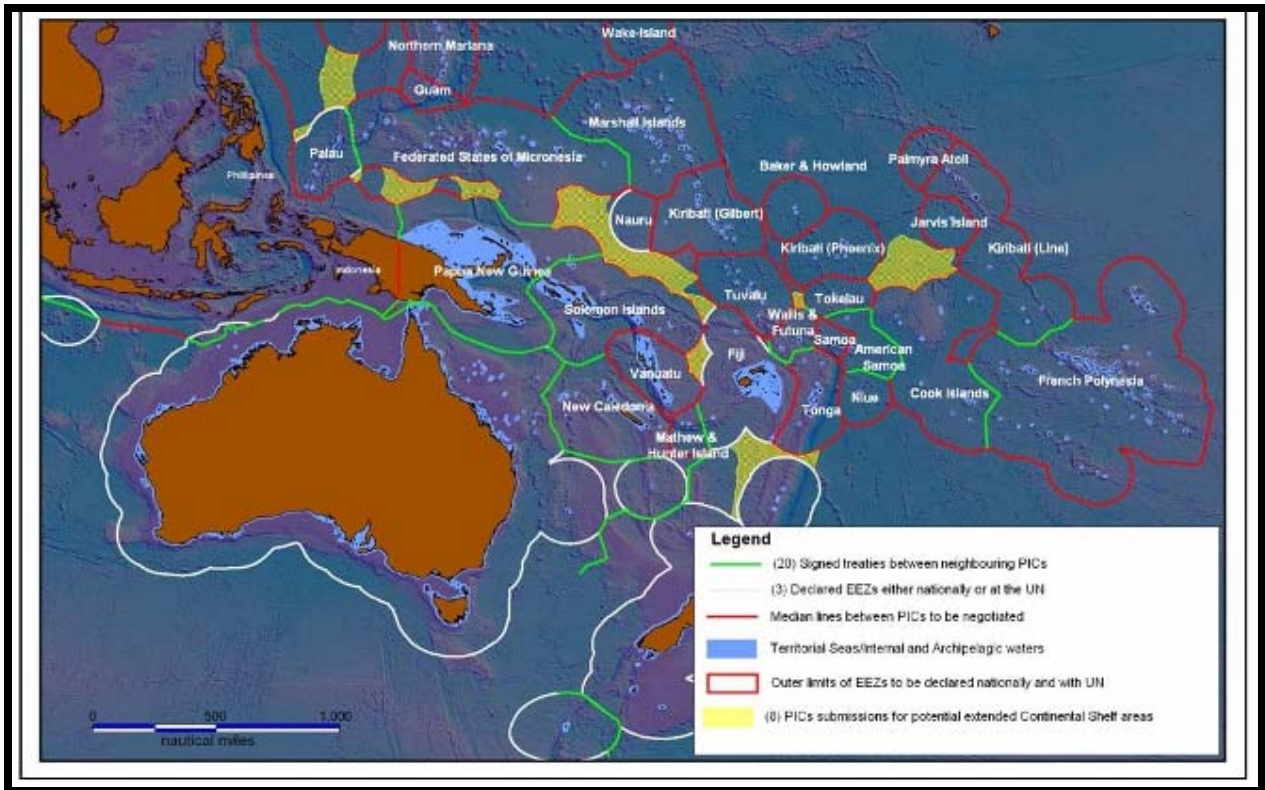 Wake-Island
Northern Mariana
Guam
Marshall Islands
Palau
Federated States of Micronesia
Phillipines
Baker & Howland
Palmyra Atoll
Nauru
Kiribati (Gilbert)
Jarvis Island
Kiribati (Phoenix)
Kiribati (Line)
Indonesia
Papua New Guinea
Solomon Islands
Tuvalu
Tokelau
Wallis &
Futuna
Samoa
American
Samoa
Fiji
Vanuatu
New Caledonia
Tonga
Niue
Cook Islands
French Polynesia
Mathew &
Hunter Island
Legend
(20) Signed treaties between neighbouring PICs
(3) Declared EEZs either nationally or at the UN
Median lines between PICs to be negotiated
Territorial Seas/Internal and Archipelagic waters
Outer limits of EEZs to be declared nationally and with UN
(8) PICs submissions for potential extended Continental Shelf areas
0 500 1,000
nautical miles